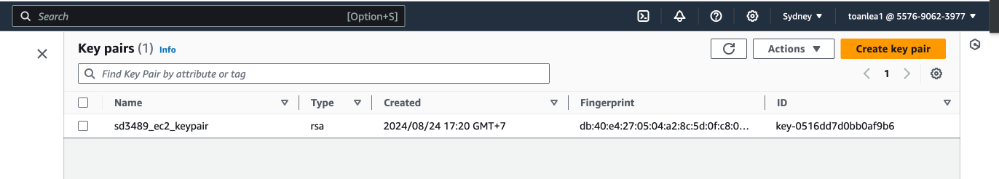 Search [Option+S] Sydney ▼ toanlea1 @ 5576-9062-3977 ▼
Key pairs (1) Info Actions ▼ Create key pair
Find Key Pair by attribute or tag 1
Name Type Created Fingerprint ID
sd3489_ec2_keypair rsa 2024/08/24 17:20 GMT+7 db:40:e4:27:05:04:a2:8c:5d:0f:c8:0... key-0516dd7d0bb0af9b6